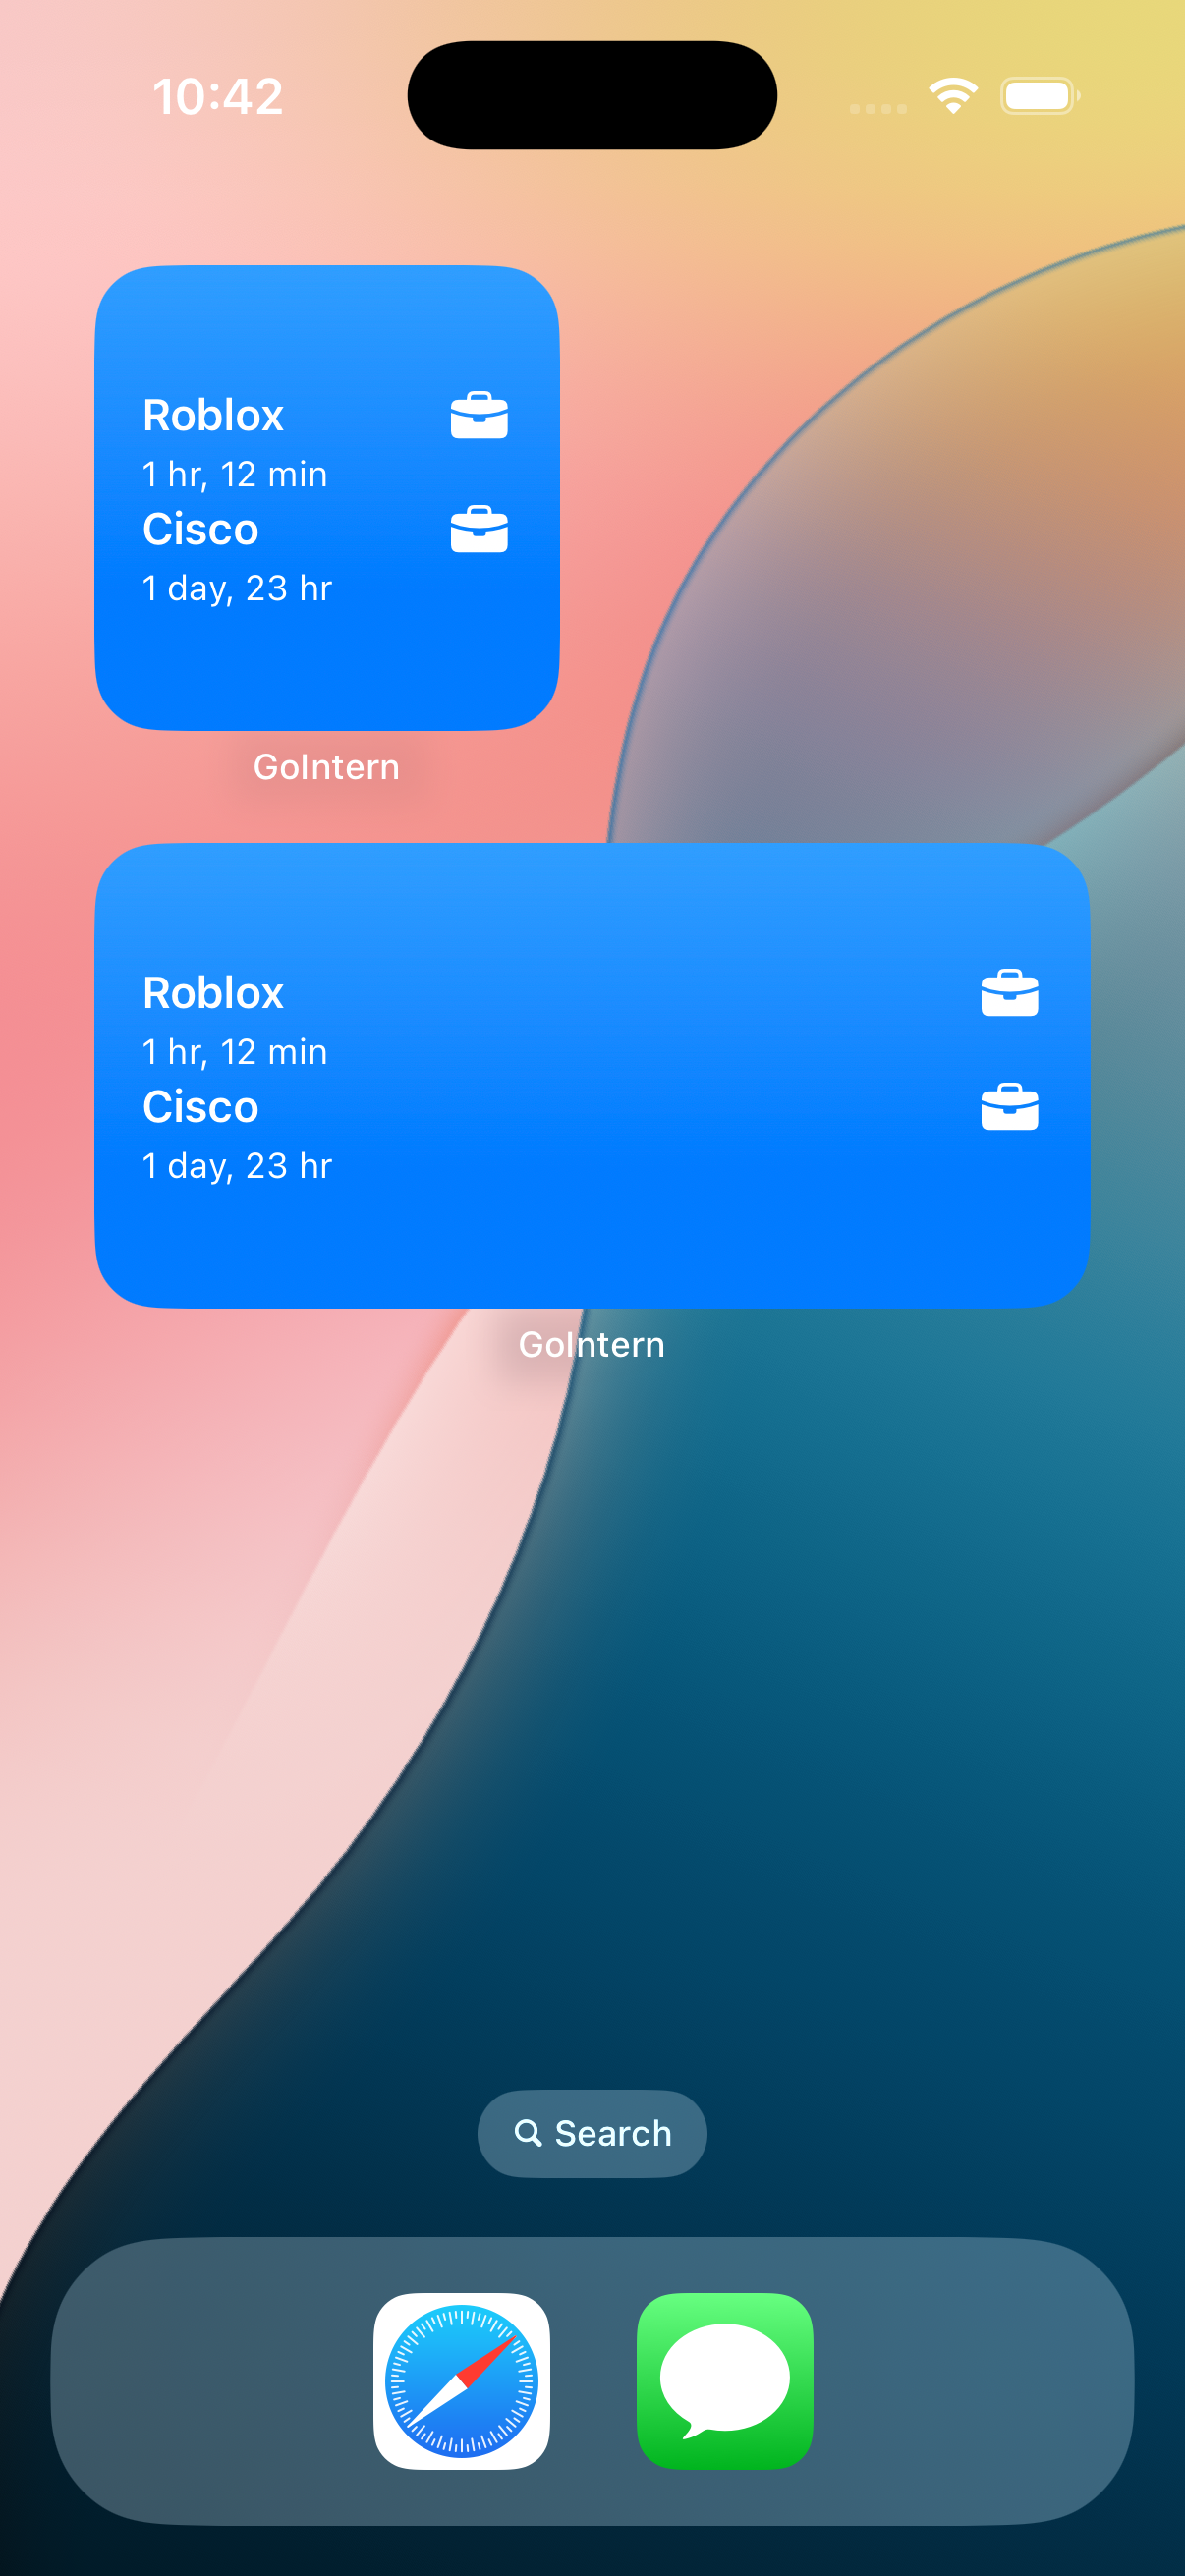 10:42
Roblox
1 hr, 12 min
Cisco
1 day, 23 hr
GoIntern
Roblox
1 hr, 12 min
Cisco
1 day, 23 hr
GoIntern
Search